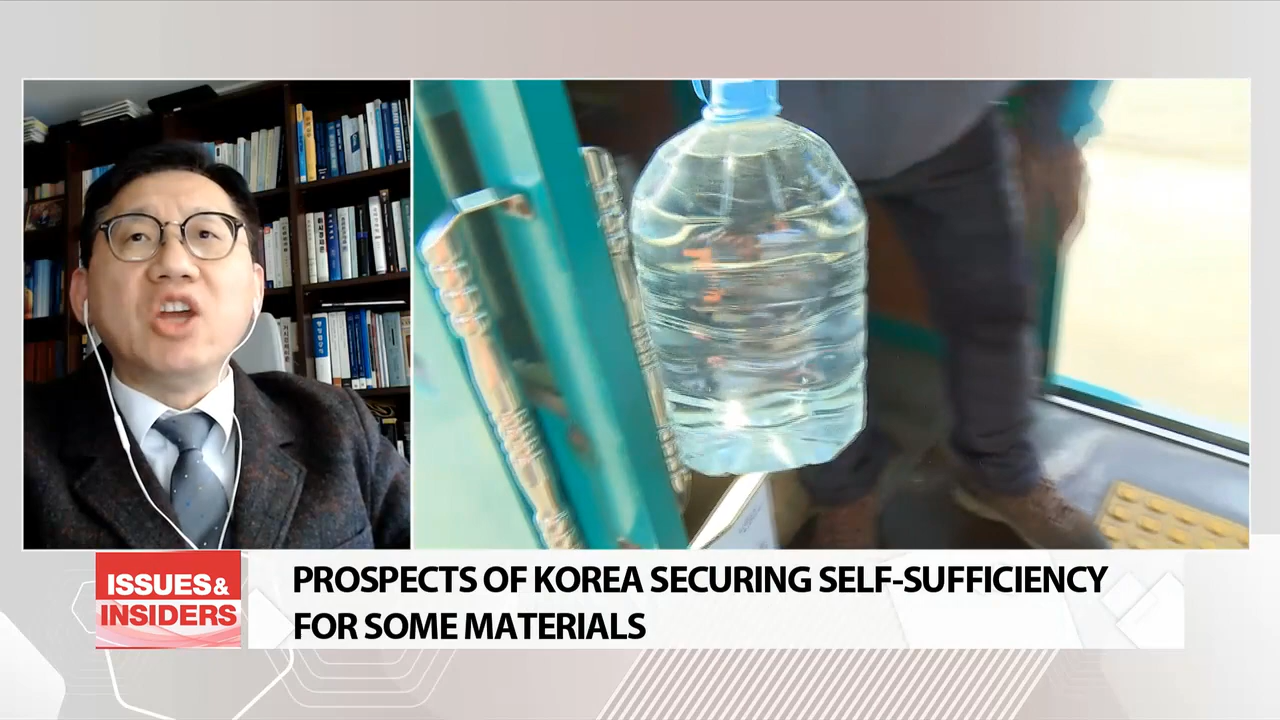 ISSUES&
INSIDERS
PROSPECTS OF KOREA SECURING SELF-SUFFICIENCY
FOR SOME MATERIALS